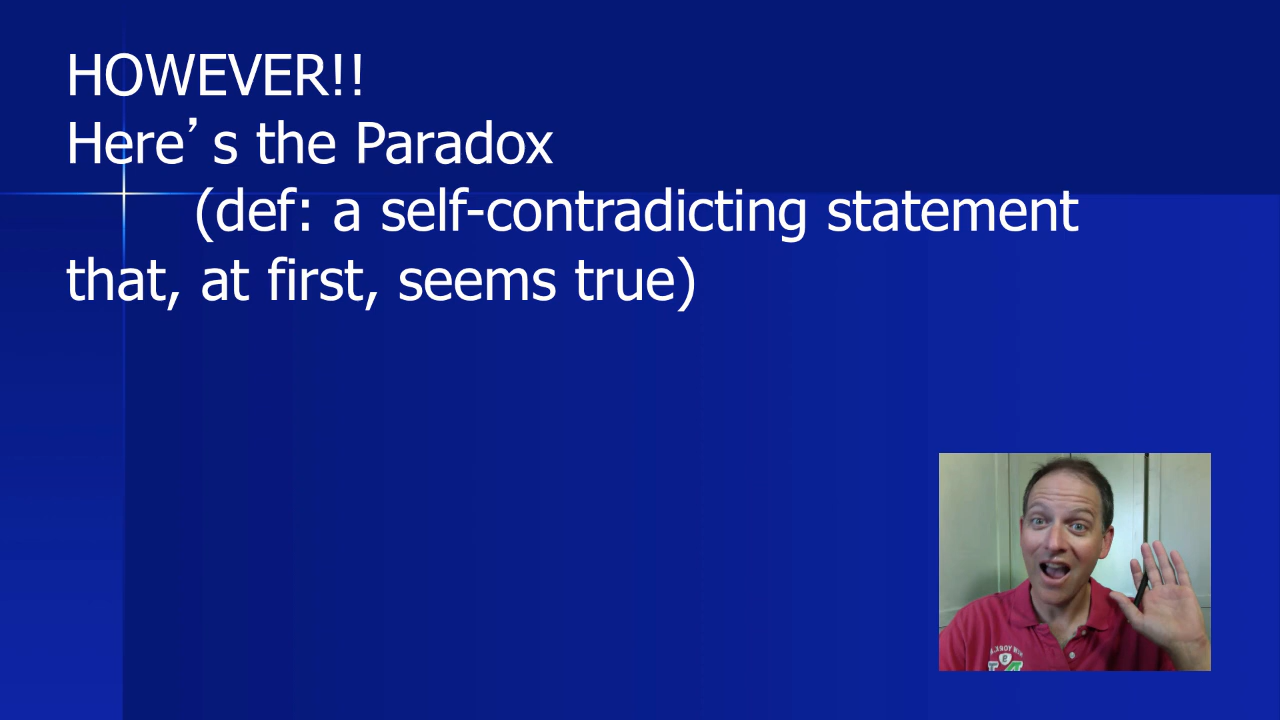 HOWEVER!!
Here’s the Paradox
(def: a self-contradicting statement
that, at first, seems true)